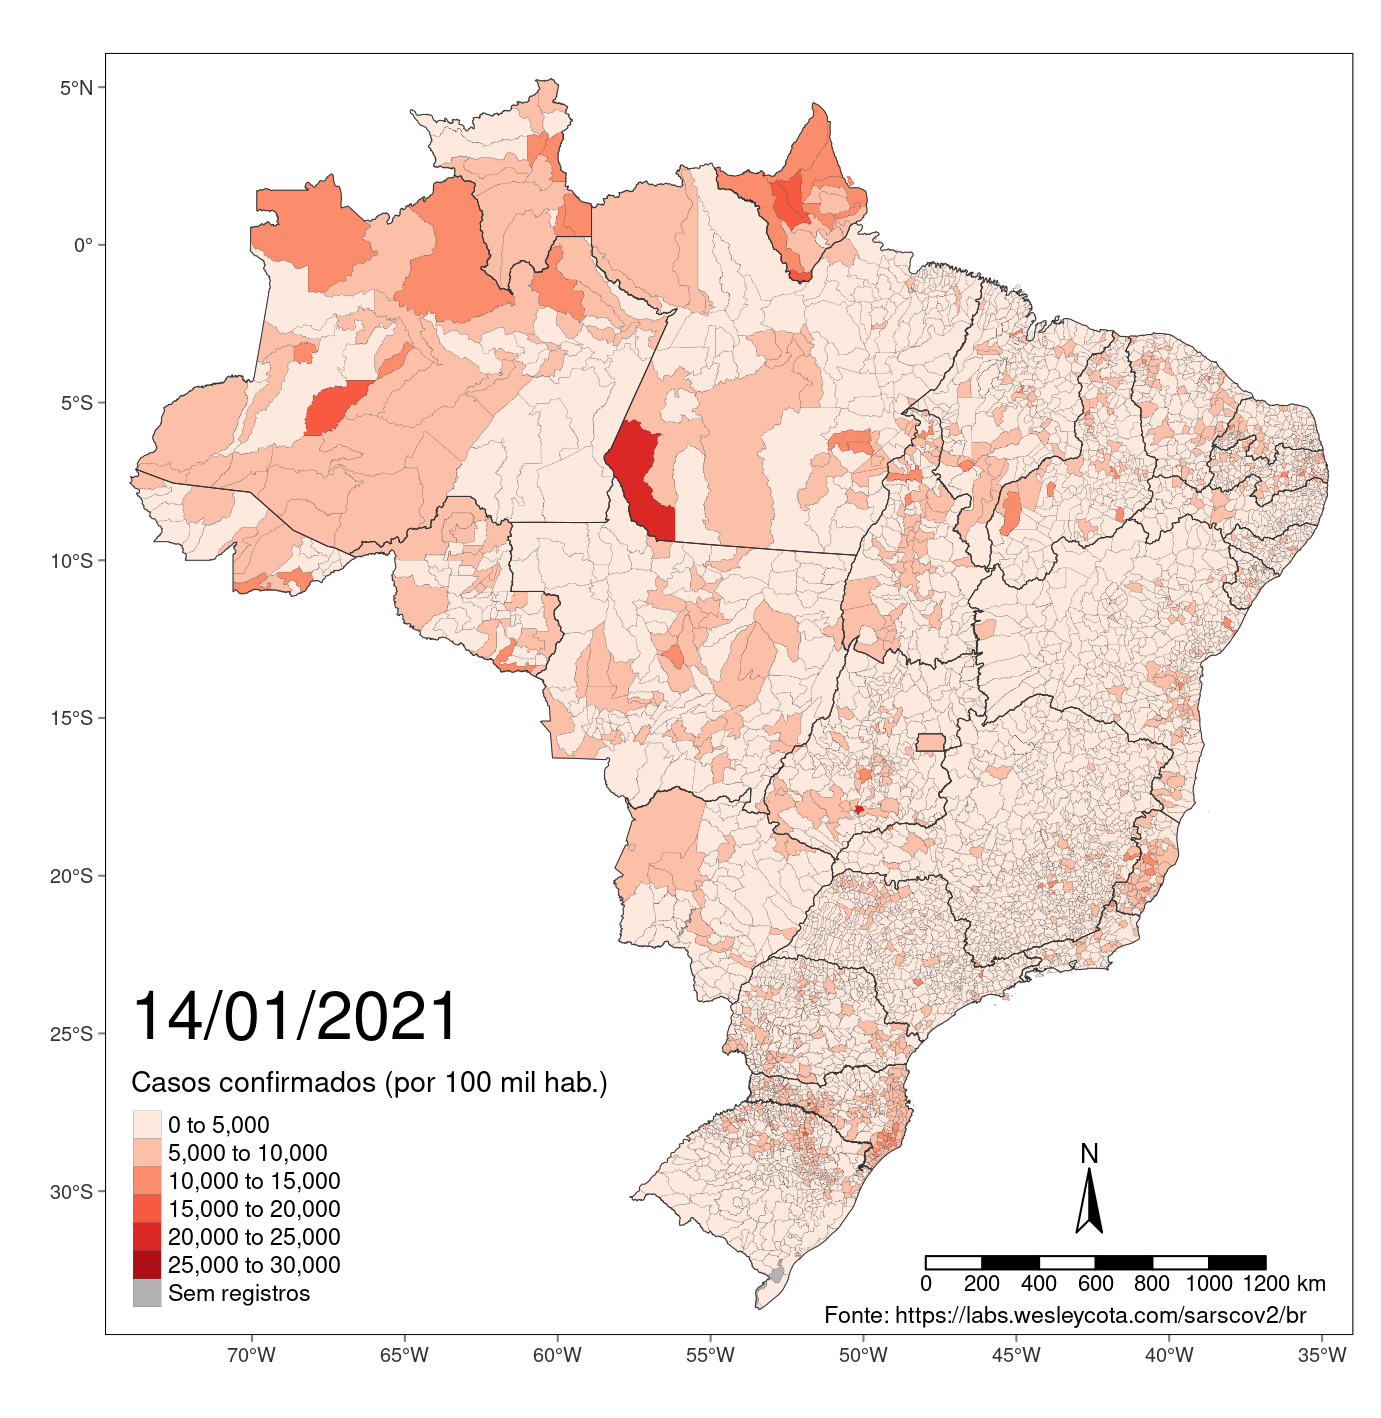 5°N
0°
5°S
10°S
15°S
20°S
25°S
30°S
14/01/2021
Casos confirmados (por 100 mil hab.)
0 to 5,000
5,000 to 10,000
10,000 to 15,000
15,000 to 20,000
20,000 to 25,000
25,000 to 30,000
Sem registros
N
0 200 400 600 800 1000 1200 km
Fonte: https://labs.wesleycota.com/sarscov2/br
70°W 65°W 60°W 55°W 50°W 45°W 40°W 35°W